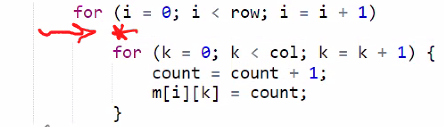 for (i = 0; i < row; i = i + 1)
for (k = 0; k < col; k = k + 1) {
count = count + 1;
m[i][k] = count;
}